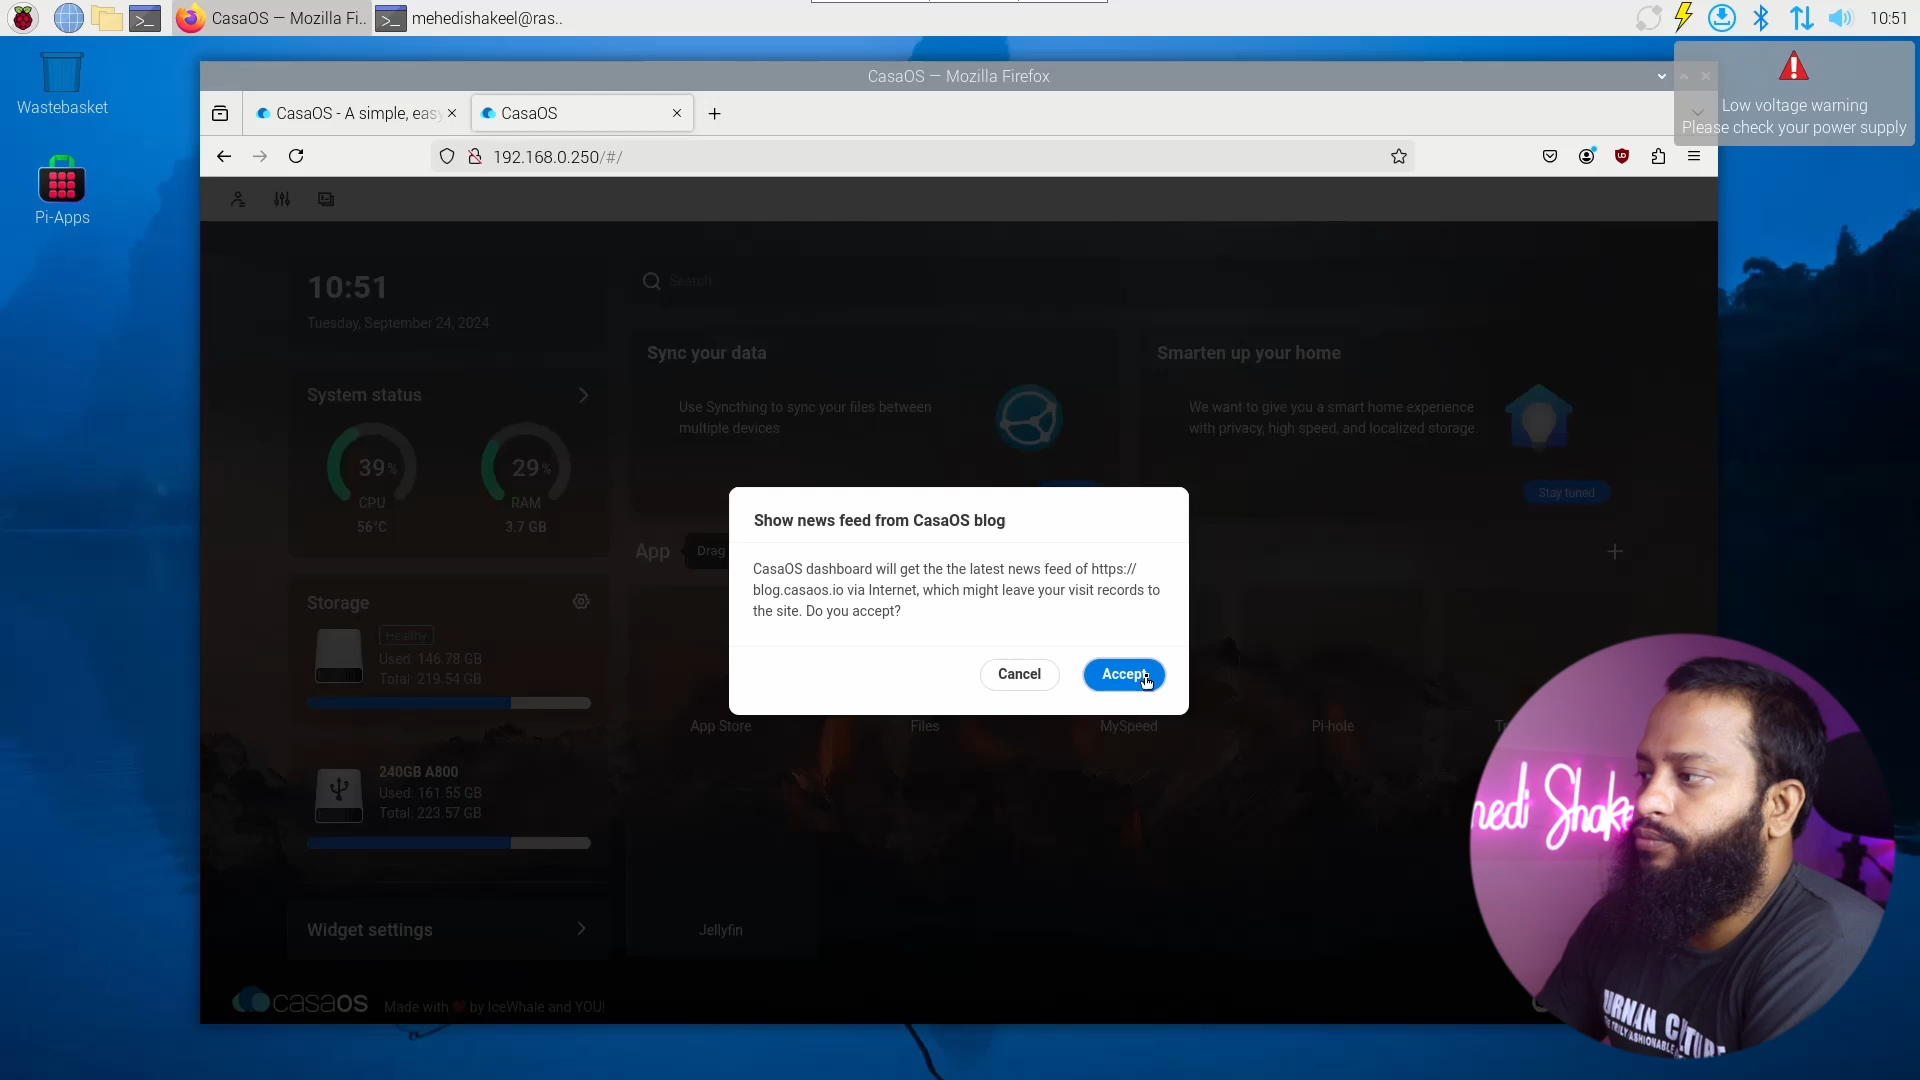 CasaOS — Mozilla Fi..
mehedishakeel@ras..
10:51
Wastebasket
Pi-Apps
CasaOS — Mozilla Firefox
Low voltage warning
Please check your power supply
CasaOS - A simple, easy
CasaOS
192.168.0.250/#/
10:51
Tuesday, September 24, 2024
Search
Sync your data
Use Syncthing to sync your files between
multiple devices
Smarten up your home
We want to give you a smart home experience
with privacy, high speed, and localized storage.
Stay tuned
System status
39%
CPU
56°C
29%
RAM
3.7 GB
App
Drag
Show news feed from CasaOS blog
CasaOS dashboard will get the the latest news feed of https://
blog.casaos.io via Internet, which might leave your visit records to
the site. Do you accept?
Cancel
Accept
Storage
Healthy
Used: 146.78 GB
Total: 219.54 GB
240GB A800
Used: 161.55 GB
Total: 223.57 GB
App Store
Files
MySpeed
Pi-hole
Jellyfin
Widget settings
casaOS
Made with by IceWhale and YOU!